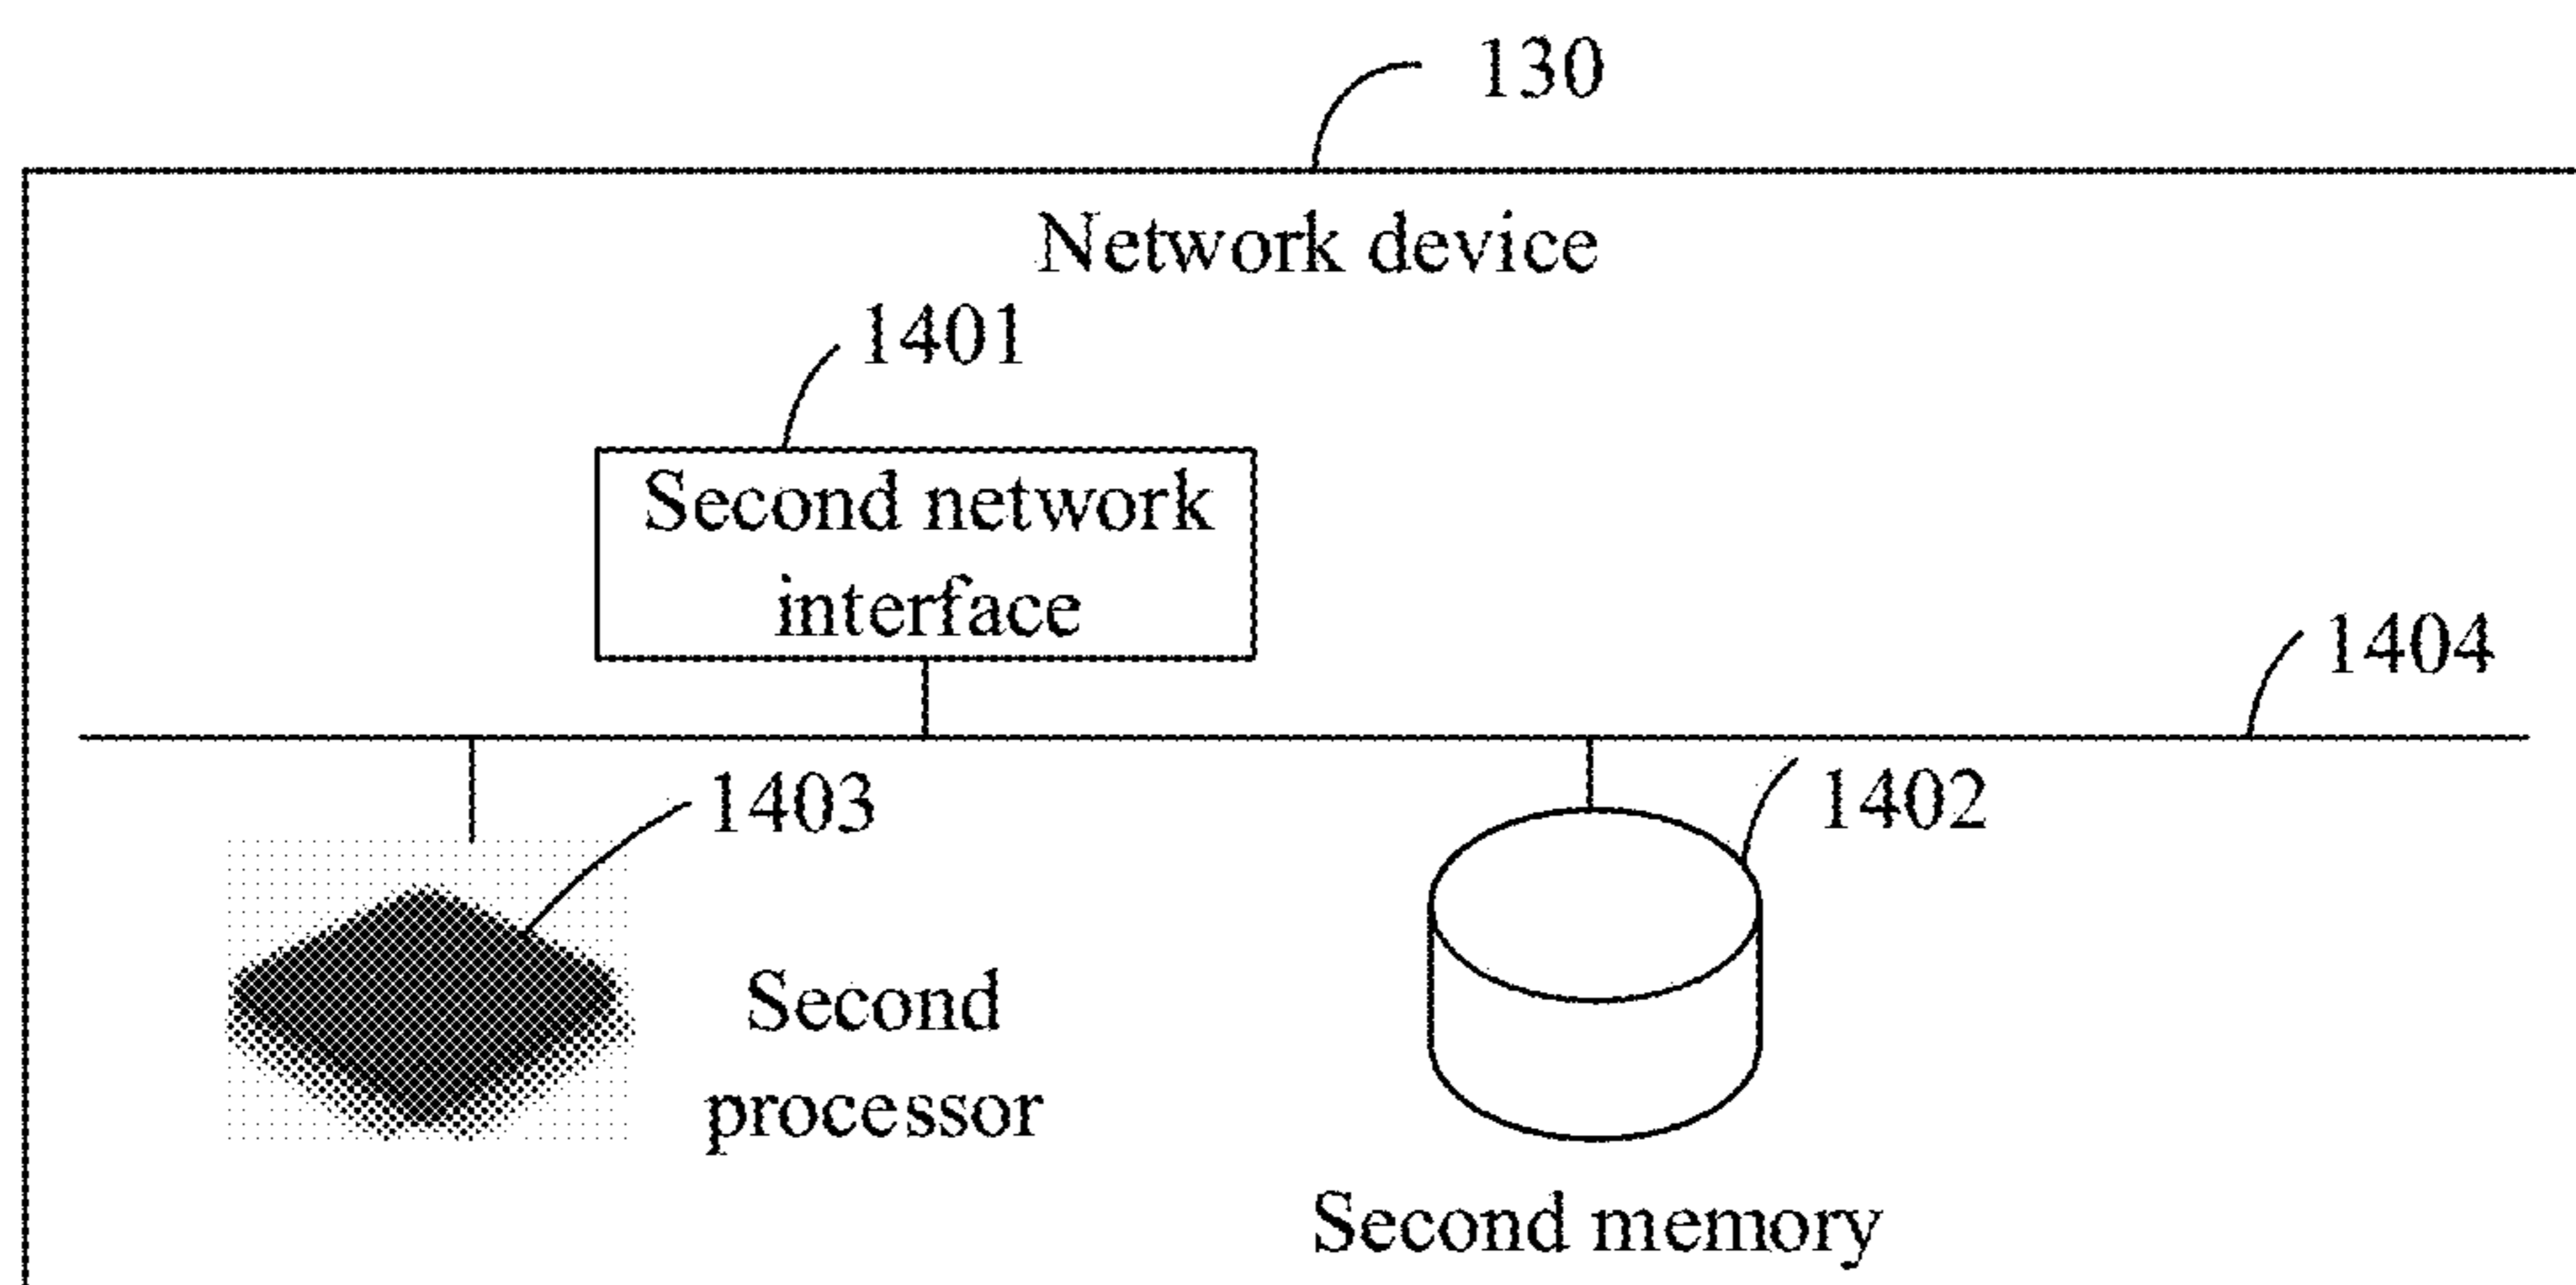 130
Network device
1401
Second network
interface
1404
1403
1402
Second
processor
Second memory